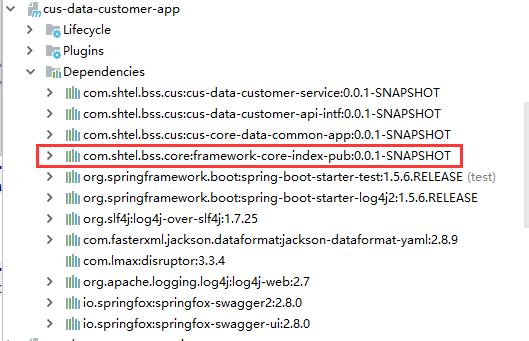 cus-data-customer-app
Lifecycle
Plugins
Dependencies
com.shtel.bss.cus:cus-data-customer-service:0.0.1-SNAPSHOT
com.shtel.bss.cus:cus-data-customer-api-intf:0.0.1-SNAPSHOT
com.shtel.bss.cus:cus-core-data-common-app:0.0.1-SNAPSHOT
com.shtel.bss.core:framework-core-index-pub:0.0.1-SNAPSHOT
org.springframework.boot:spring-boot-starter-test:1.5.6.RELEASE (test)
org.springframework.boot:spring-boot-starter-log4j2:1.5.6.RELEASE
org.slf4j:log4j-over-slf4j:1.7.25
com.fasterxml.jackson.dataformat:jackson-dataformat-yaml:2.8.9
com.lmax:disruptor:3.3.4
org.apache.logging.log4j:log4j-web:2.7
io.springfox:springfox-swagger2:2.8.0
io.springfox:springfox-swagger-ui:2.8.0